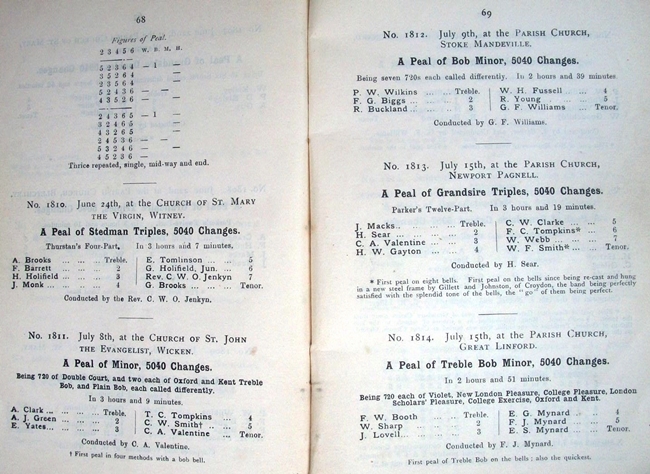 68
Figures of Peal.
2 3 4 5 6 W. B. M. H.
5 2 3 6 4 — 1 —
3 5 2 6 4 —
2 3 5 6 4 —
5 2 4 3 6 — —
4 3 5 2 6 — —
2 4 3 6 5 — 1 —
3 2 4 6 5 —
4 3 2 6 5 —
2 4 5 3 6 — —
5 3 2 4 6 — —
4 5 2 3 6 — —
Thrice repeated, single, mid-way and end.
No. 1810. June 24th, at the CHURCH OF ST. MARY
THE VIRGIN, WITNEY.
A Peal of Stedman Triples, 5040 Changes.
Thurstan's Four-Part. In 3 hours and 7 minutes,
A. Brooks ... ... Treble. E. Tomlinson ... ... 5
F. Barrett ... ... 2 G. Holifield, Jun. ... 6
H. Holifield ... ... 3 Rev. C. W. O. Jenkyn 7
J. Monk ... ... 4 G. Brooks ... ... Tenor.
Conducted by the Rev. C. W. O. Jenkyn.
No. 1811. July 8th, at the CHURCH OF ST. JOHN
THE EVANGELIST, WICKEN.
A Peal of Minor, 5040 Changes.
Being 720 of Double Court, and two each of Oxford and Kent Treble
Bob, and Plain Bob, each called differently.
In 3 hours and 9 minutes.
A. Clark ... ... Treble. T. C. Tompkins ... ... 4
A. J. Green ... ... 2 C. W. Smith† ... ... 5
E. Yates... ... ... 3 C. A. Valentine ... Tenor.
Conducted by C. A. Valentine.
† First peal in four methods with a bob bell.
69
No. 1812. July 9th, at the PARISH CHURCH,
STOKE MANDEVILLE.
A Peal of Bob Minor, 5040 Changes.
Being seven 720s each called differently. In 2 hours and 39 minutes.
P. W. Wilkins ... ... Treble. W. H. Fussell ... ... 4
F. G. Biggs ... ... ... 2 R. Young ... ... 5
R. Buckland ... ... ... 3 G. F. Williams ... Tenor.
Conducted by G. F. Williams.
No. 1813. July 15th, at the PARISH CHURCH,
NEWPORT PAGNELL.
A Peal of Grandsire Triples, 5040 Changes.
Parker's Twelve-Part. In 3 hours and 19 minutes.
J. Macks... ... ... Treble. C. W. Clarke ... ... 5
H. Sear ... ... ... 2 F. C. Tompkins* ... 6
C. A. Valentine ... ... 3 W. Webb ... ... 7
H. W. Gayton ... ... 4 W. F. Smith* ... Tenor.
Conducted by H. Sear.
* First peal on eight bells. First peal on the bells since being re-cast and hung
in a new steel frame by Gillett and Johnston, of Croydon, the band being perfectly
satisfied with the splendid tone of the bells, the "go" of them being perfect.
No. 1814. July 15th, at the PARISH CHURCH,
GREAT LINFORD.
A Peal of Treble Bob Minor, 5040 Changes.
In 2 hours and 51 minutes.
Being 720 each of Violet, New London Pleasure, College Pleasure, London
Scholars' Pleasure, College Exercise, Oxford and Kent.
F. W. Booth ... ... Treble. E. G. Mynard ... ... 4
W. Sharp ... ... ... 2 F. J. Mynard ... ... 5
J. Lovell... ... ... 3 E. S. Mynard ... Tenor.
Conducted by F. J. Mynard.
First peal of Treble Bob on the bells; also the quickest.